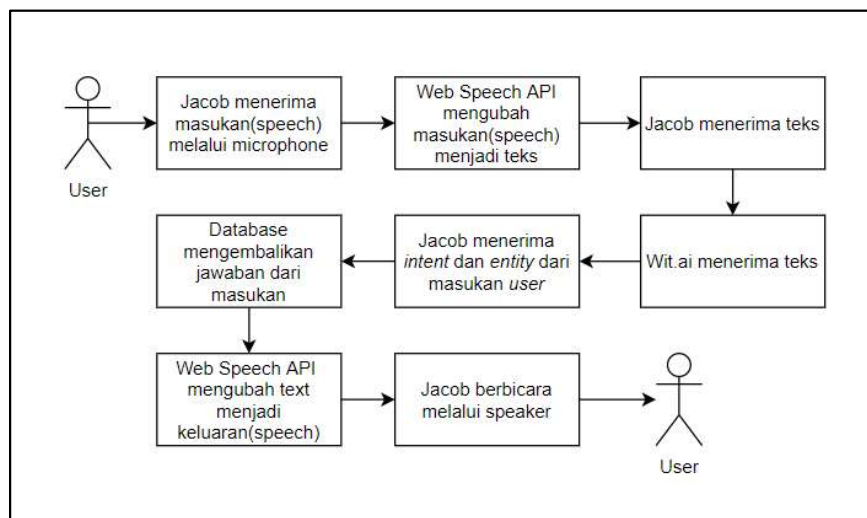 Jacob menerima
masukan(speech)
melalui microphone
Web Speech API
mengubah
masukan(speech)
menjadi teks
Jacob menerima teks
User
Wit.ai menerima teks
Jacob menerima
intent dan entity dari
masukan user
Database
mengembalikan
jawaban dari
masukan
Web Speech API
mengubah text
menjadi
keluaran(speech)
Jacob berbicara
melalui speaker
User